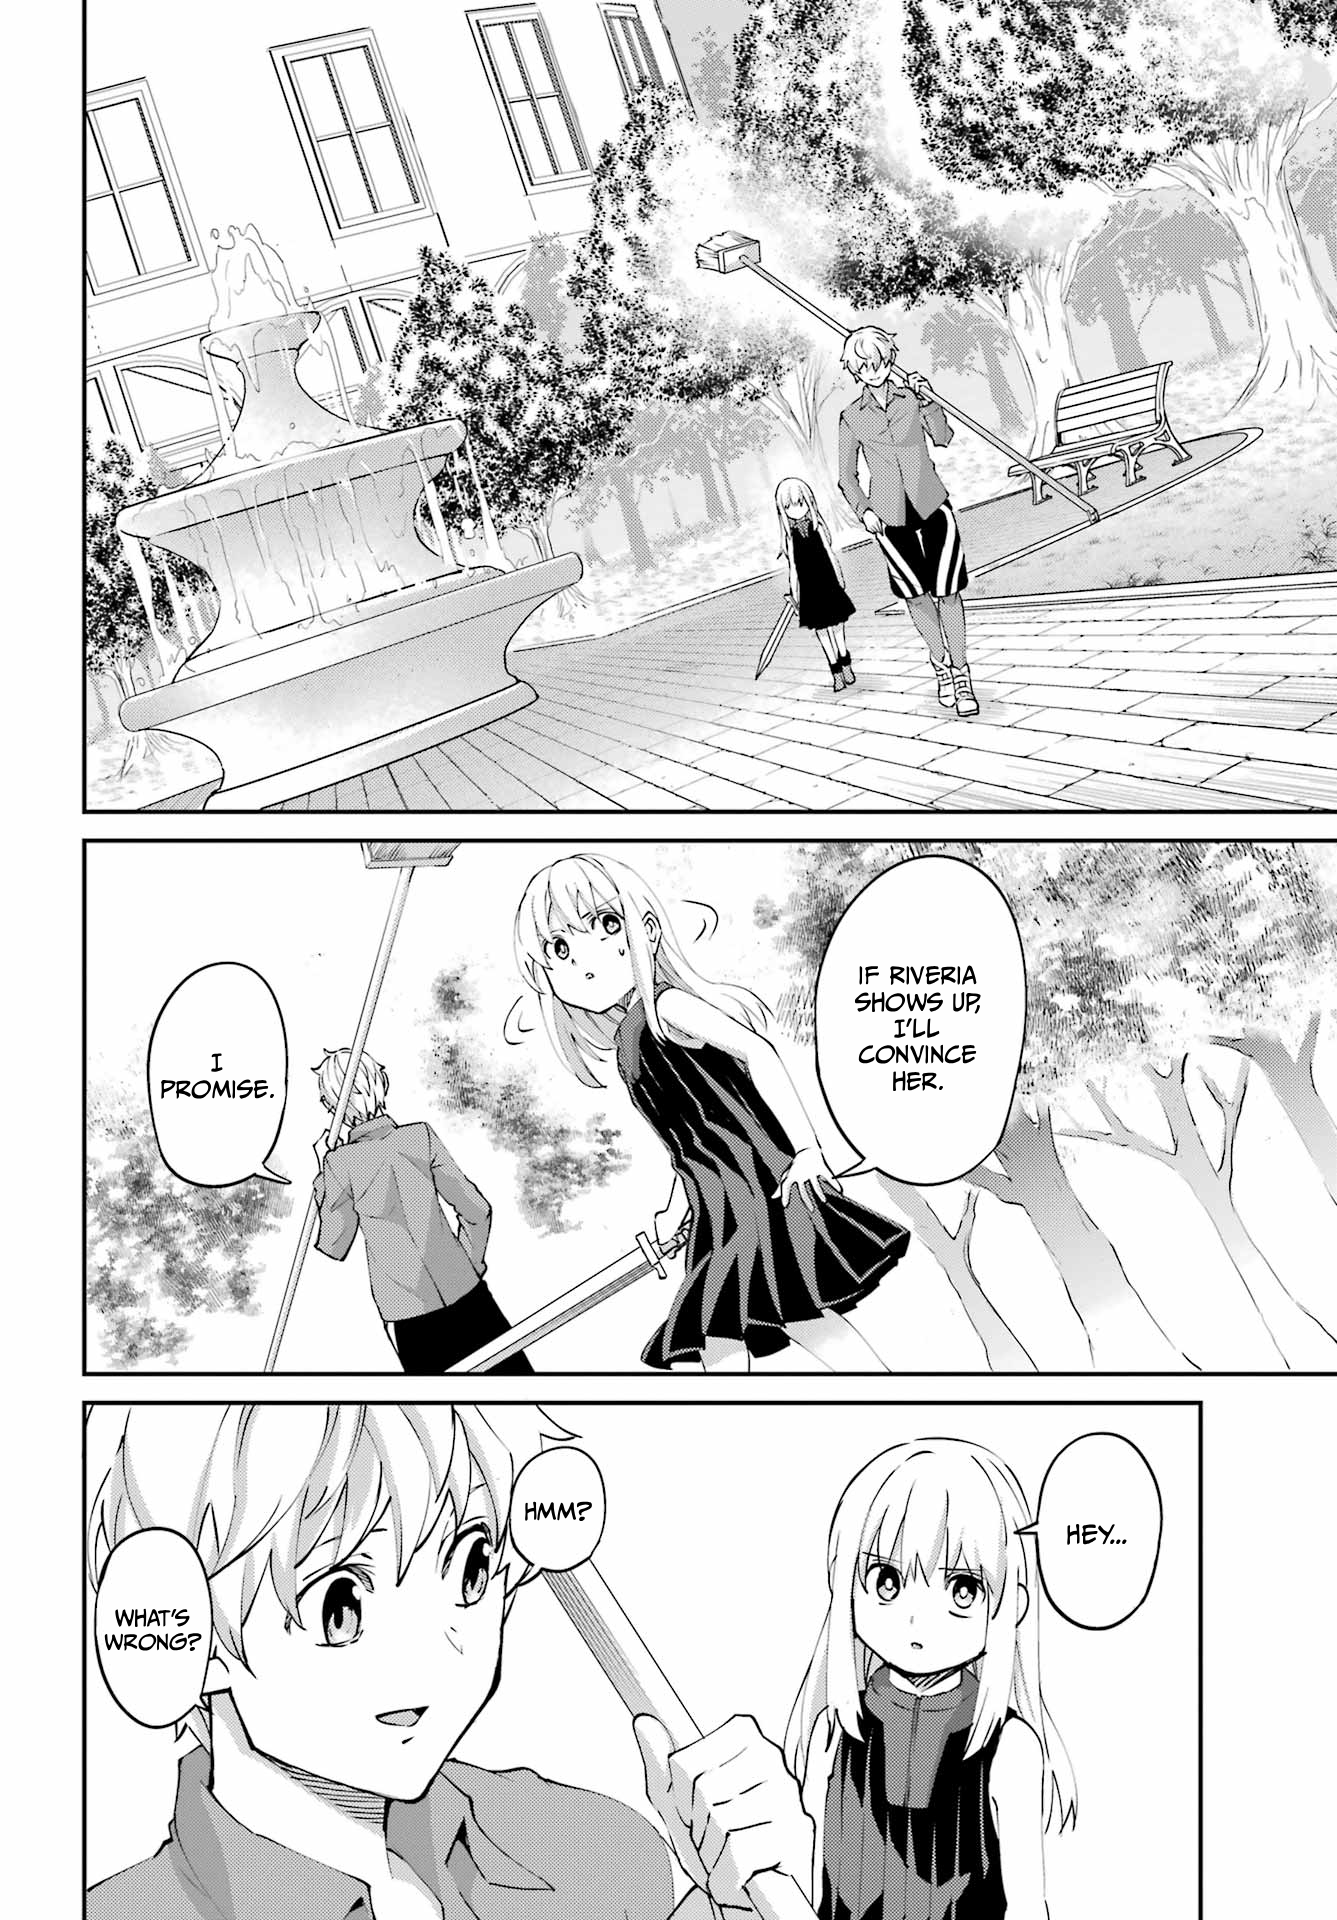 IF RIVERIA
SHOWS UP,
I'LL
CONVINCE
HER.
I
PROMISE.
HEY...
HMM?
WHAT'S
WRONG?